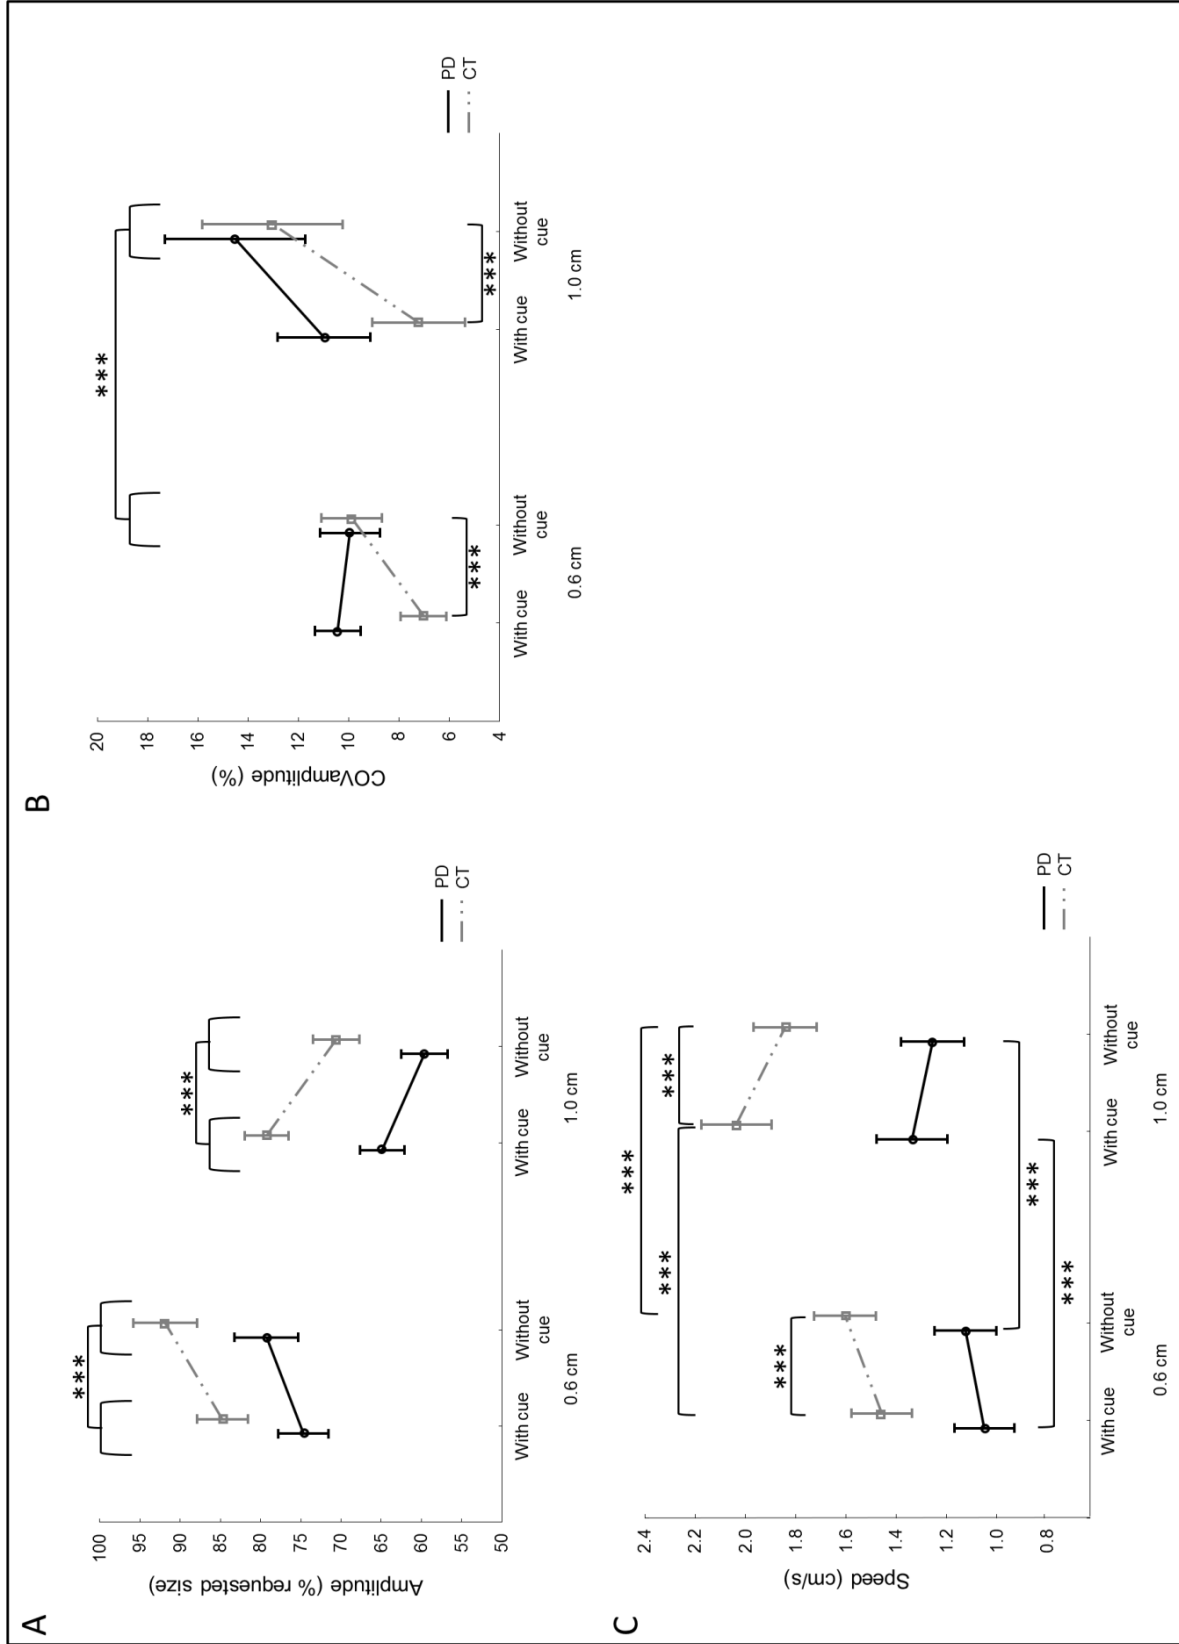 A
Amplitude (% requested size)
100
95
90
85
80
75
70
65
60
55
50
***
***
With cue
Without
cue
With cue
Without
cue
0.6 cm
1.0 cm
PD
CT
B
COVamplitude (%)
20
18
16
14
12
10
8
6
4
***
***
***
With cue
Without
cue
With cue
Without
cue
0.6 cm
1.0 cm
PD
CT
C
Speed (cm/s)
2.4
2.2
2.0
1.8
1.6
1.4
1.2
1.0
0.8
***
***
***
***
***
***
With cue
Without
cue
With cue
Without
cue
0.6 cm
1.0 cm
PD
CT